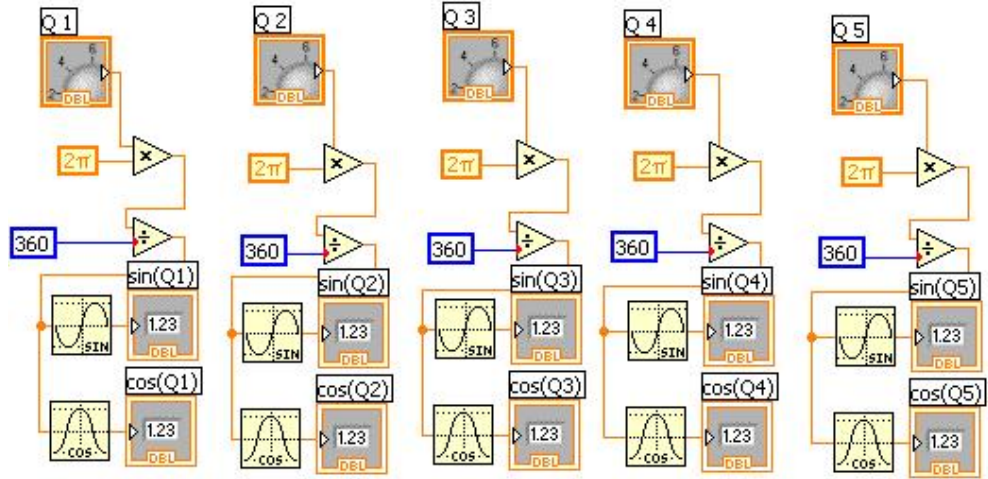 Q 1
Q 2
Q 3
Q 4
Q 5
2 4 6 DBL
2 4 6 DBL
2 4 6 DBL
2 4 6 DBL
2 4 6 DBL
2π ×
2π ×
2π ×
2π ×
2π ×
360 ÷
360 ÷
360 ÷
360 ÷
360 ÷
sin(Q1)
sin(Q2)
sin(Q3)
sin(Q4)
sin(Q5)
SIN 1.23 DBL
SIN 1.23 DBL
SIN 1.23 DBL
SIN 1.23 DBL
SIN 1.23 DBL
cos(Q1)
cos(Q2)
cos(Q3)
cos(Q4)
cos(Q5)
COS 1.23 DBL
COS 1.23 DBL
COS 1.23 DBL
COS 1.23 DBL
COS 1.23 DBL